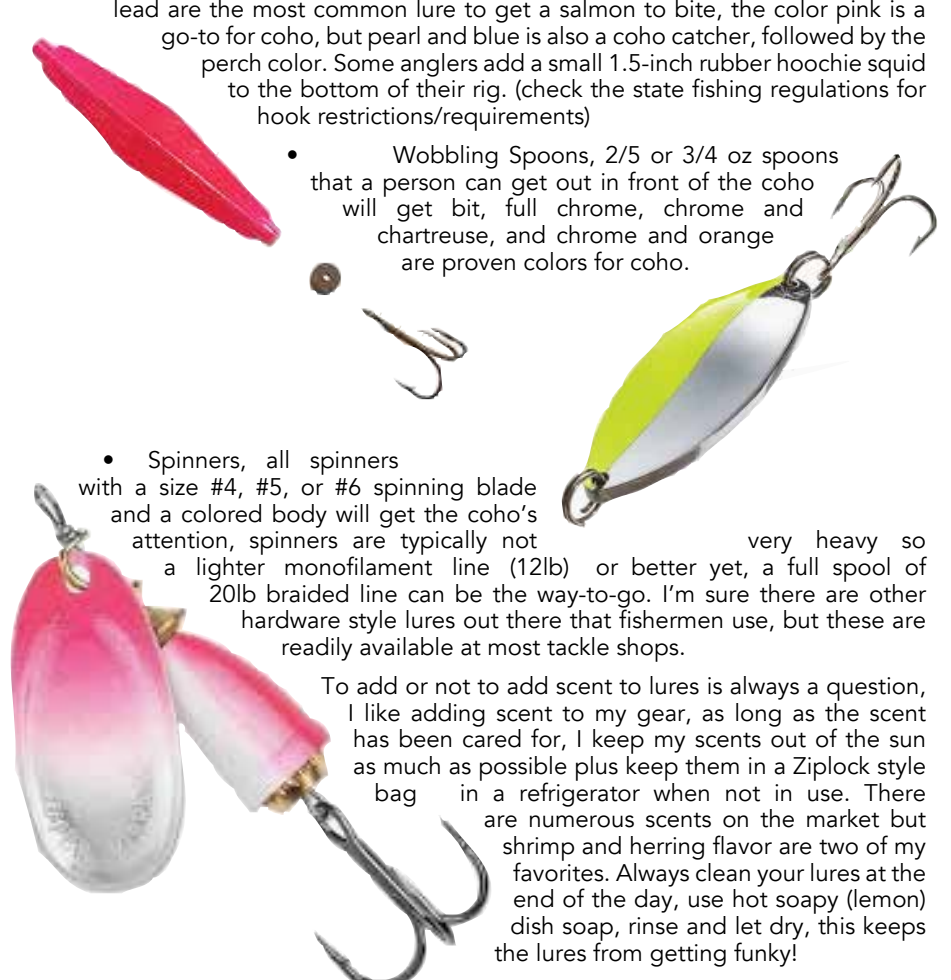 lead are the most common lure to get a salmon to bite, the color pink is a
go-to for coho, but pearl and blue is also a coho catcher, followed by the
perch color. Some anglers add a small 1.5-inch rubber hoochie squid
to the bottom of their rig. (check the state fishing regulations for
hook restrictions/requirements)
• Wobbling Spoons, 2/5 or 3/4 oz spoons
that a person can get out in front of the coho
will get bit, full chrome, chrome and
chartreuse, and chrome and orange
are proven colors for coho.
• Spinners, all spinners
with a size #4, #5, or #6 spinning blade
and a colored body will get the coho's
attention, spinners are typically not very heavy so
a lighter monofilament line (12lb) or better yet, a full spool of
20lb braided line can be the way-to-go. I'm sure there are other
hardware style lures out there that fishermen use, but these are
readily available at most tackle shops.
To add or not to add scent to lures is always a question,
I like adding scent to my gear, as long as the scent
has been cared for, I keep my scents out of the sun
as much as possible plus keep them in a Ziplock style
bag in a refrigerator when not in use. There
are numerous scents on the market but
shrimp and herring flavor are two of my
favorites. Always clean your lures at the
end of the day, use hot soapy (lemon)
dish soap, rinse and let dry, this keeps
the lures from getting funky!